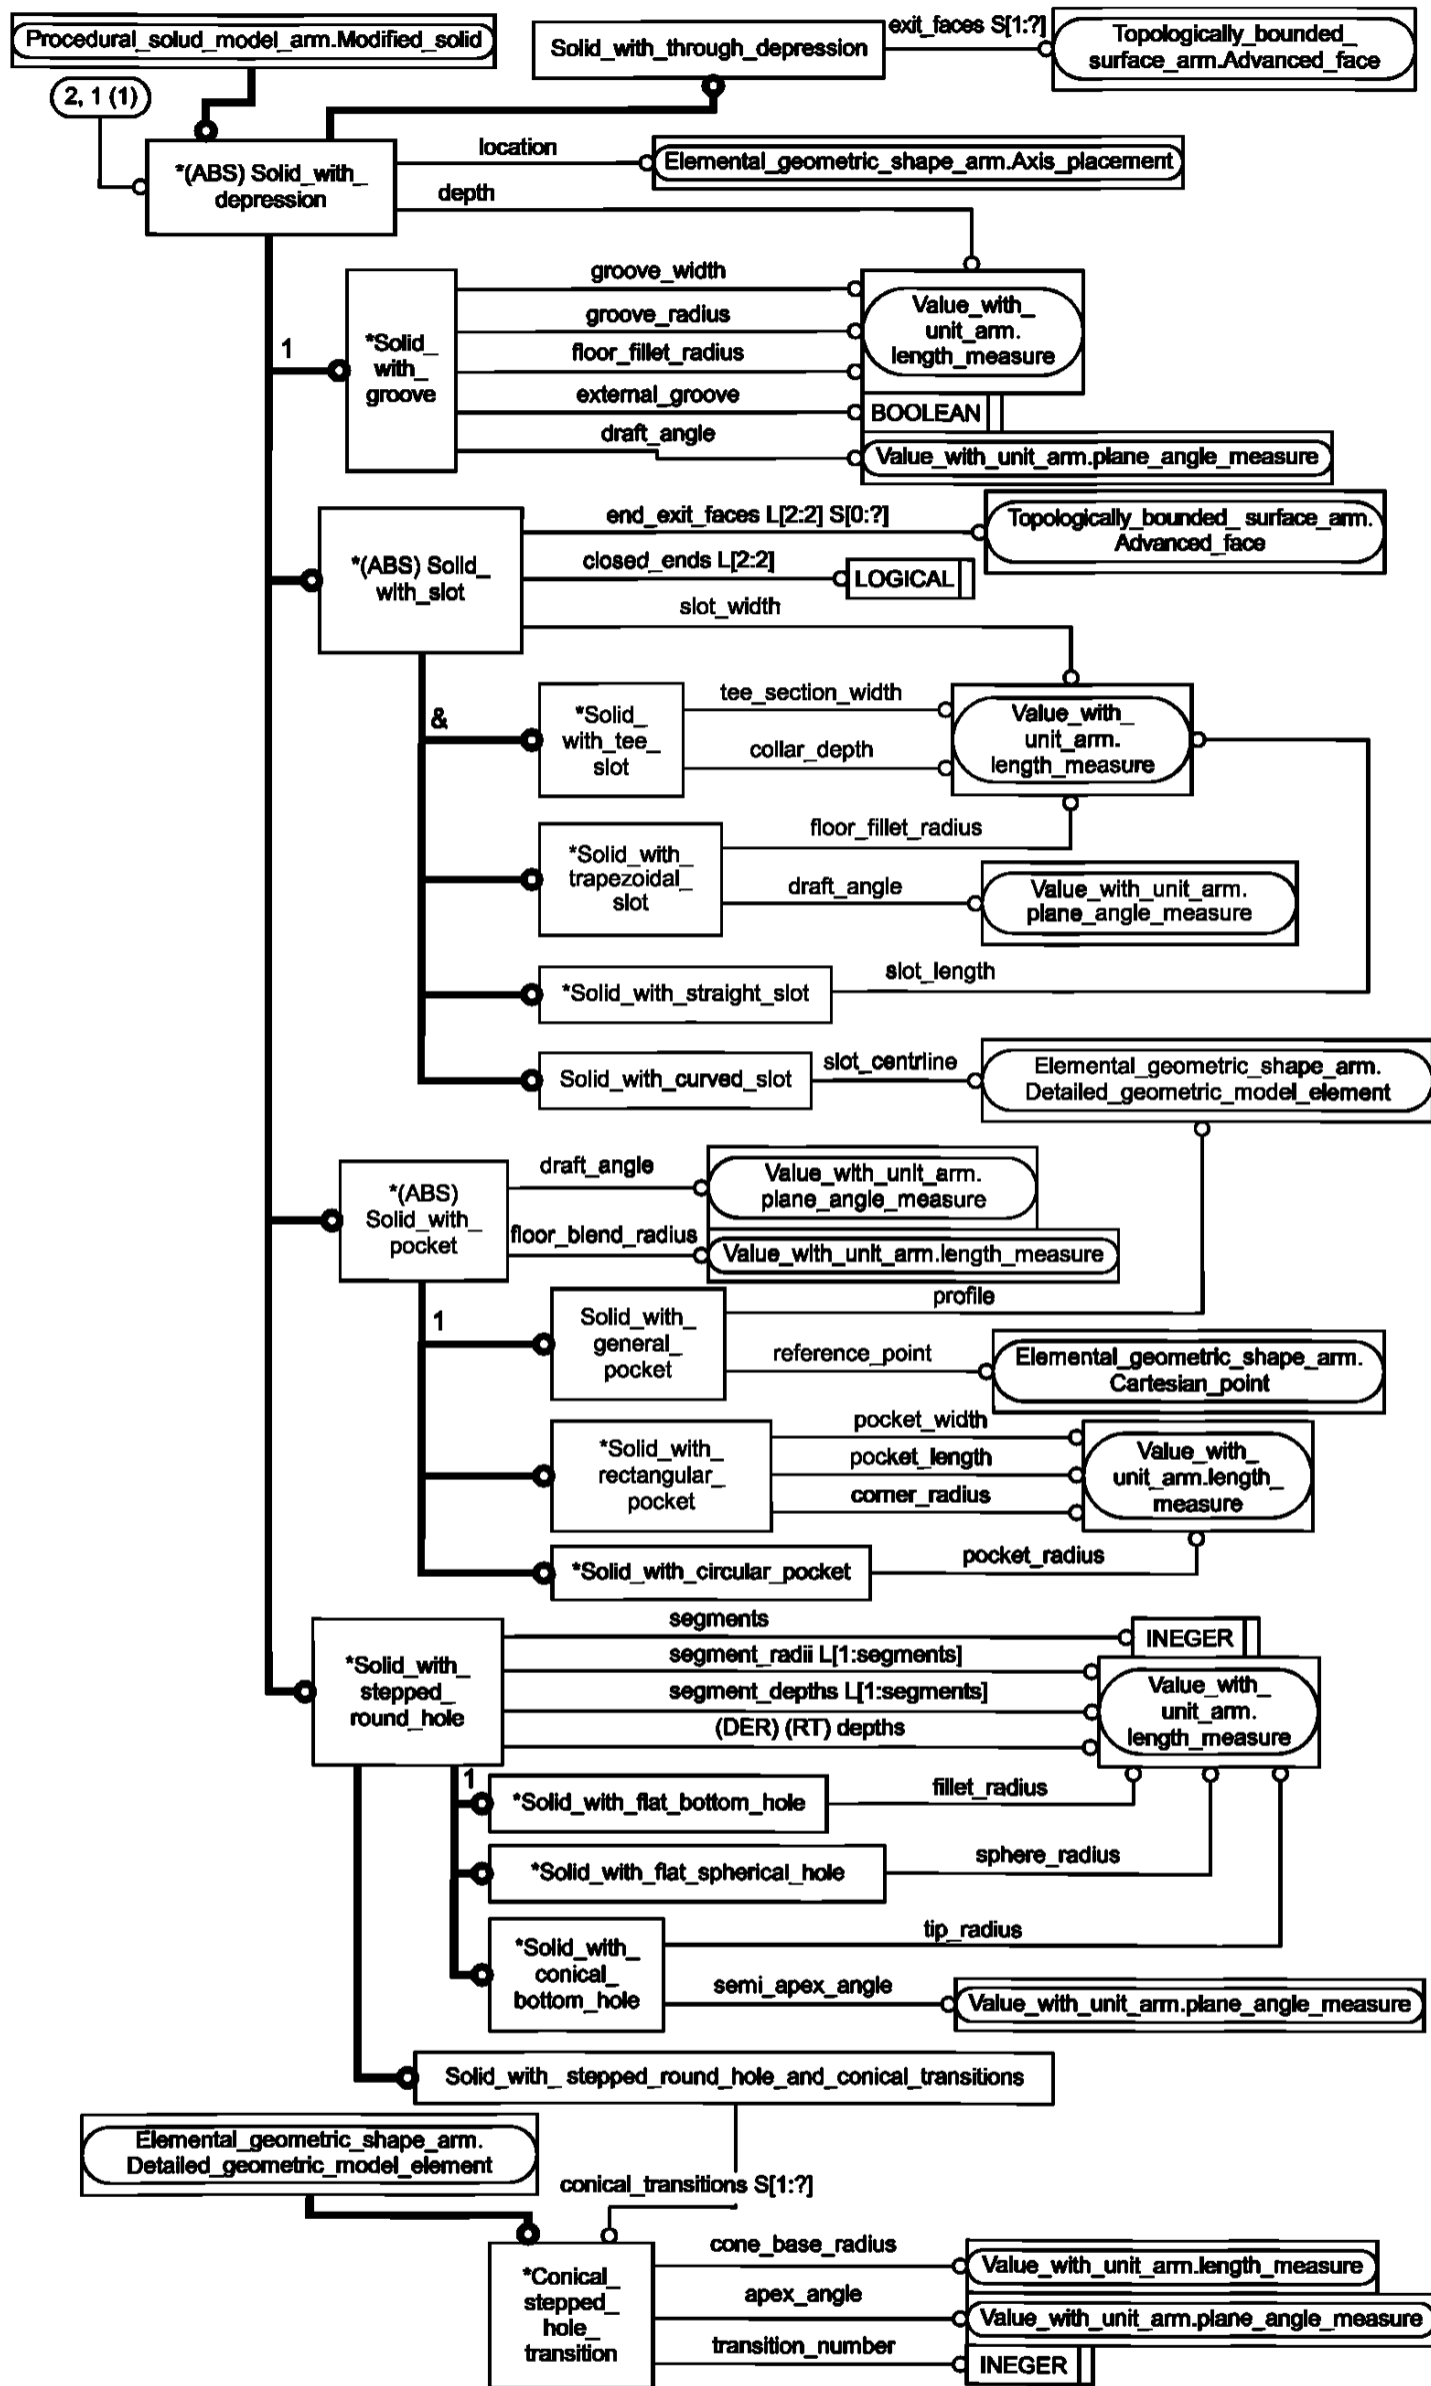 Procedural_solud_model_arm.Modified_solid
Solid_with_through_depression
exit_faces S[1:?]
Topologically_bounded_
surface_arm.Advanced_face
2, 1 (1)
*(ABS) Solid_with_
depression
location
Elemental_geometric_shape_arm.Axis_placement
depth
1
*Solid_
with_
groove
groove_width
groove_radius
floor_fillet_radius
external_groove
draft_angle
Value_with_
unit_arm.
length_measure
BOOLEAN
Value_with_unit_arm.plane_angle_measure
*(ABS) Solid_
with_slot
end_exit_faces L[2:2] S[0:?]
closed_ends L[2:2]
slot_width
Topologically_bounded_ surface_arm.
Advanced_face
LOGICAL
&
*Solid_
with_tee_
slot
tee_section_width
collar_depth
Value_with_
unit_arm.
length_measure
*Solid_with_
trapezoidal_
slot
floor_fillet_radius
draft_angle
Value_with_unit_arm.
plane_angle_measure
*Solid_with_straight_slot
slot_length
Solid_with_curved_slot
slot_centrline
Elemental_geometric_shape_arm.
Detailed_geometric_model_element
*(ABS)
Solid_with_
pocket
draft_angle
floor_blend_radius
Value_with_unit_arm.
plane_angle_measure
Value_with_unit_arm.length_measure
1
Solid_with_
general_
pocket
profile
reference_point
Elemental_geometric_shape_arm.
Cartesian_point
*Solid_with_
rectangular_
pocket
pocket_width
pocket_length
corner_radius
Value_with_
unit_arm.length_
measure
*Solid_with_circular_pocket
pocket_radius
*Solid_with_
stepped_
round_hole
segments
segment_radii L[1:segments]
segment_depths L[1:segments]
(DER) (RT) depths
INEGER
Value_with_
unit_arm.
length_measure
1
*Solid_with_flat_bottom_hole
fillet_radius
*Solid_with_flat_spherical_hole
sphere_radius
*Solid_with_
conical_
bottom_hole
tip_radius
semi_apex_angle
Value_with_unit_arm.plane_angle_measure
Solid_with_ stepped_round_hole_and_conical_transitions
Elemental_geometric_shape_arm.
Detailed_geometric_model_element
conical_transitions S[1:?]
*Conical_
stepped_
hole_
transition
cone_base_radius
apex_angle
transition_number
Value_with_unit_arm.length_measure
Value_with_unit_arm.plane_angle_measure
INEGER